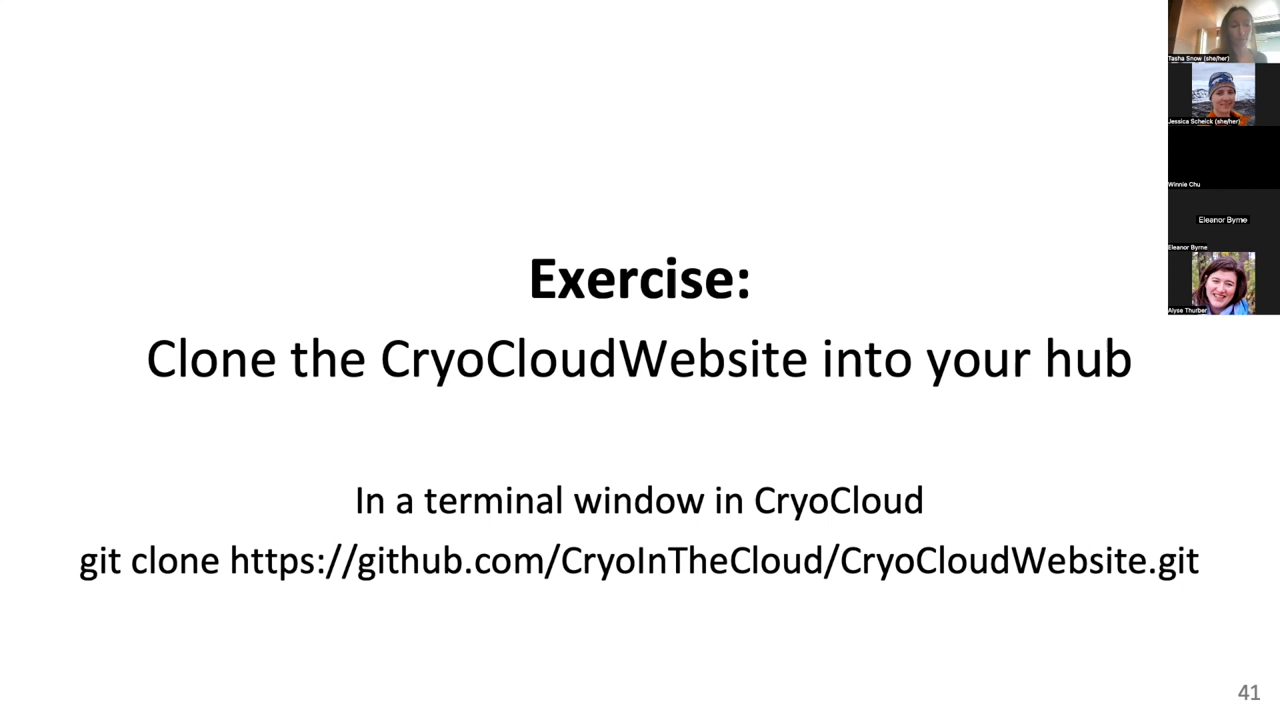 Exercise:
Clone the CryoCloudWebsite into your hub
In a terminal window in CryoCloud
git clone https://github.com/CryoInTheCloud/CryoCloudWebsite.git
41
Tasha Snow (she/her)
Jessica Scheick (she/her)
Winnie Chu
Eleanor Byrne
Eleanor Byrne
Alyse Thurber